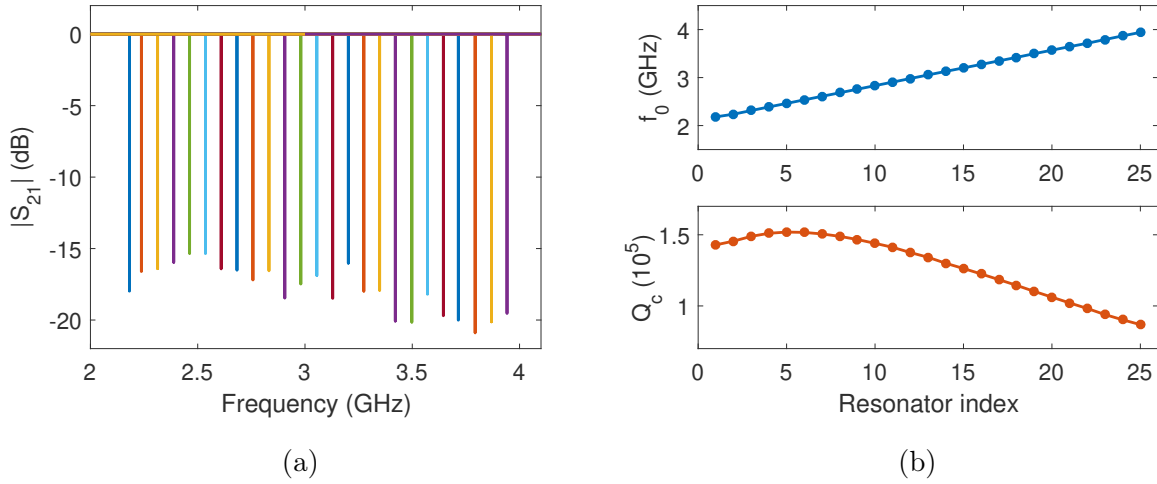 0
-5
-10
-15
-20
|S21| (dB)
2 2.5 3 3.5 4
Frequency (GHz)
(a)
4
3
2
f0 (GHz)
0 5 10 15 20 25
1.5
1
Qc (10^5)
0 5 10 15 20 25
Resonator index
(b)